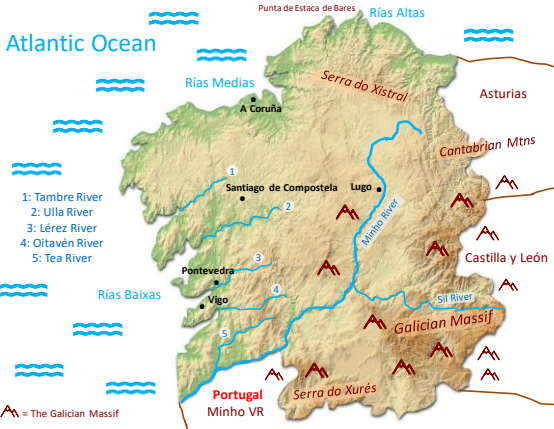 Punta de Estaca de Bares
Rías Altas
Atlantic Ocean
Serra do Xistral
Rías Medias
Asturias
A Coruña
Cantabrian Mtns
1
1: Tambre River
2: Ulla River
3: Lérez River
4: Oitavén River
5: Tea River
Santiago de Compostela
Lugo
2
Minho River
Castilla y León
3
Pontevedra
Rías Baixas
4
Vigo
Sil River
5
Galician Massif
Portugal
Minho VR
Serra do Xurés
= The Galician Massif